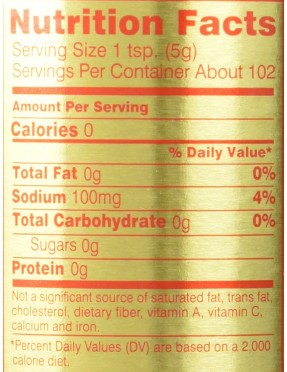 Nutrition Facts
Serving Size 1 tsp. (5g)
Servings Per Container About 102
Amount Per Serving
Calories 0
% Daily Value*
Total Fat 0g 0%
Sodium 100mg 4%
Total Carbohydrate 0g 0%
Sugars 0g
Protein 0g
Not a significant source of saturated fat, trans fat,
cholesterol, dietary fiber, vitamin A, vitamin C,
calcium and iron.
*Percent Daily Values (DV) are based on a 2,000
calorie diet.